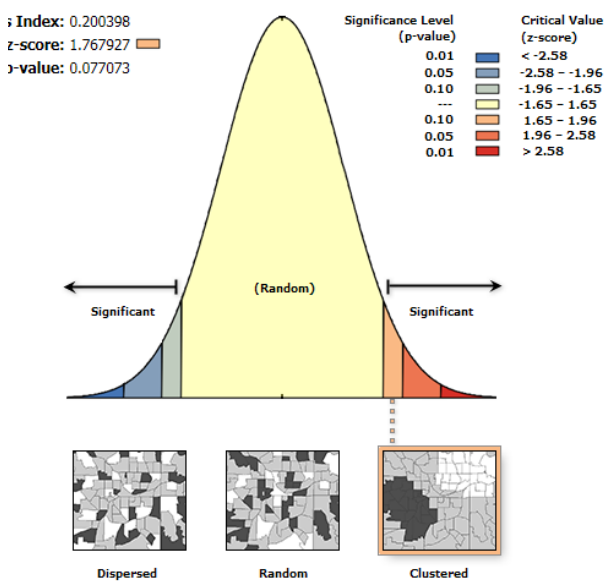 s Index: 0.200398
z-score: 1.767927
p-value: 0.077073
Significance Level
(p-value)
Critical Value
(z-score)
0.01 < -2.58
0.05 -2.58 – -1.96
0.10 -1.96 – -1.65
--- -1.65 – 1.65
0.10 1.65 – 1.96
0.05 1.96 – 2.58
0.01 > 2.58
(Random)
Significant
Significant
Dispersed
Random
Clustered